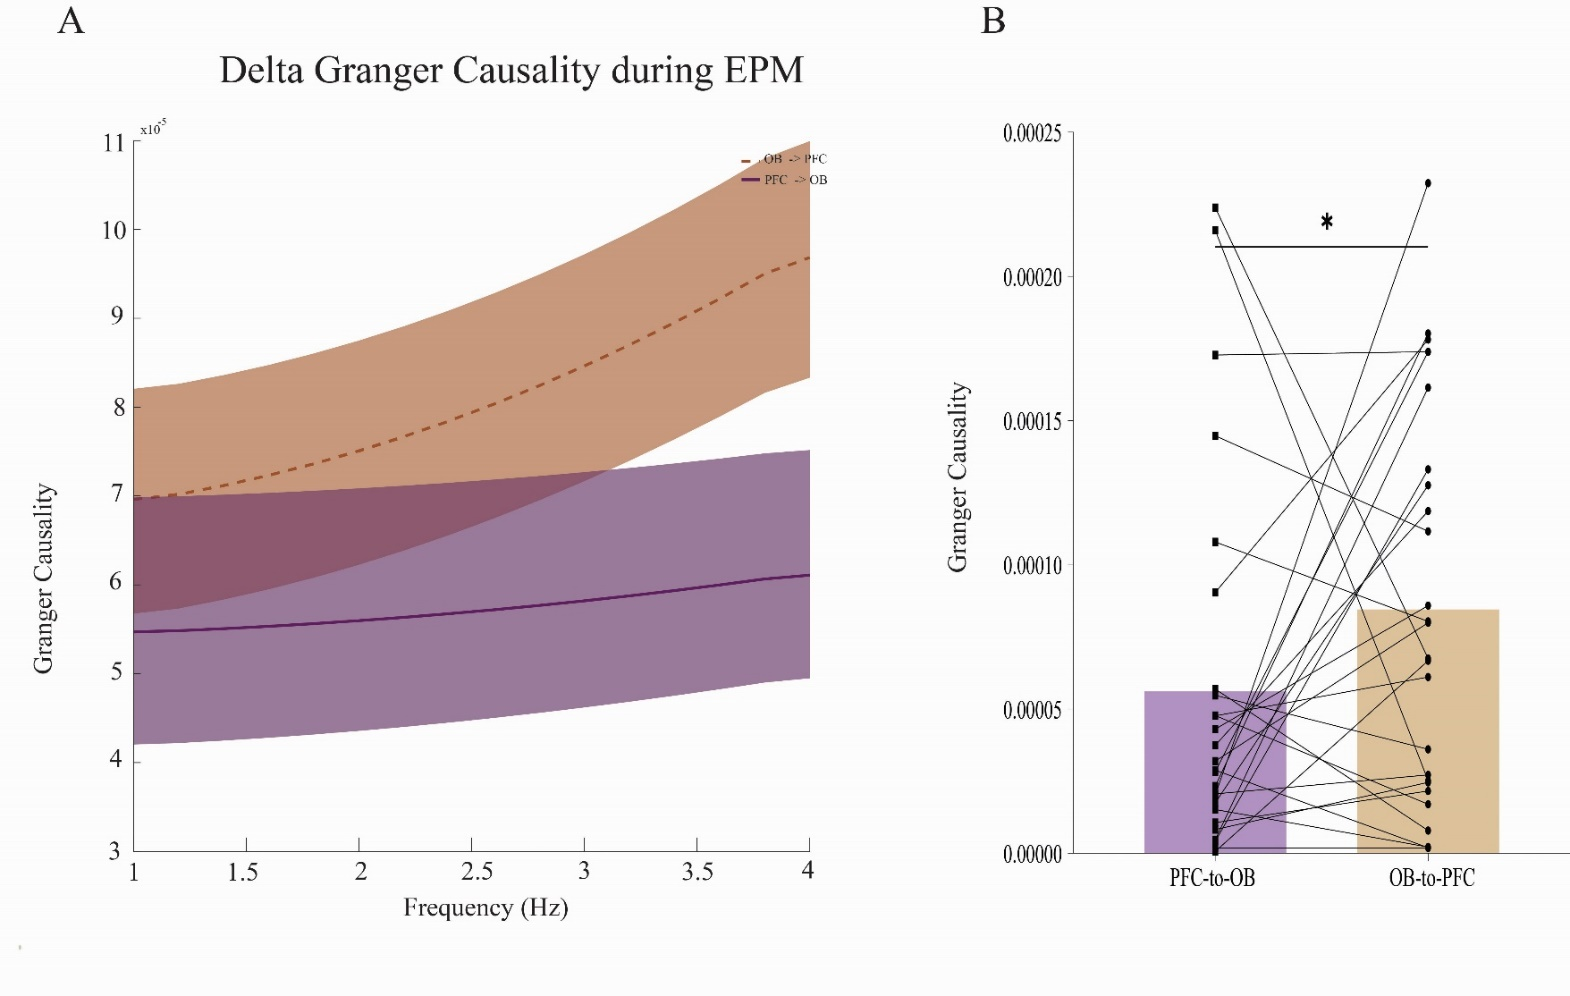 A
B
Delta Granger Causality during EPM
x10-5
11
10
9
8
7
6
5
4
3
OB -> PFC
PFC -> OB
Granger Causality
1
1.5
2
2.5
3
3.5
4
Frequency (Hz)
0.00025
0.00020
0.00015
0.00010
0.00005
0.00000
*
Granger Causality
PFC-to-OB
OB-to-PFC